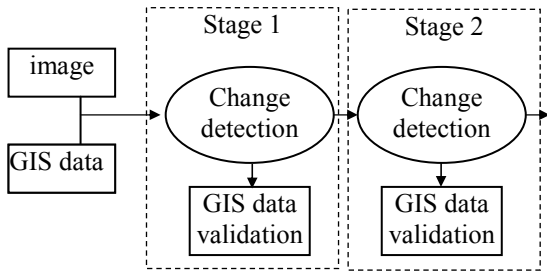 Stage 1
Stage 2
image
GIS data
Change
detection
Change
detection
GIS data
validation
GIS data
validation